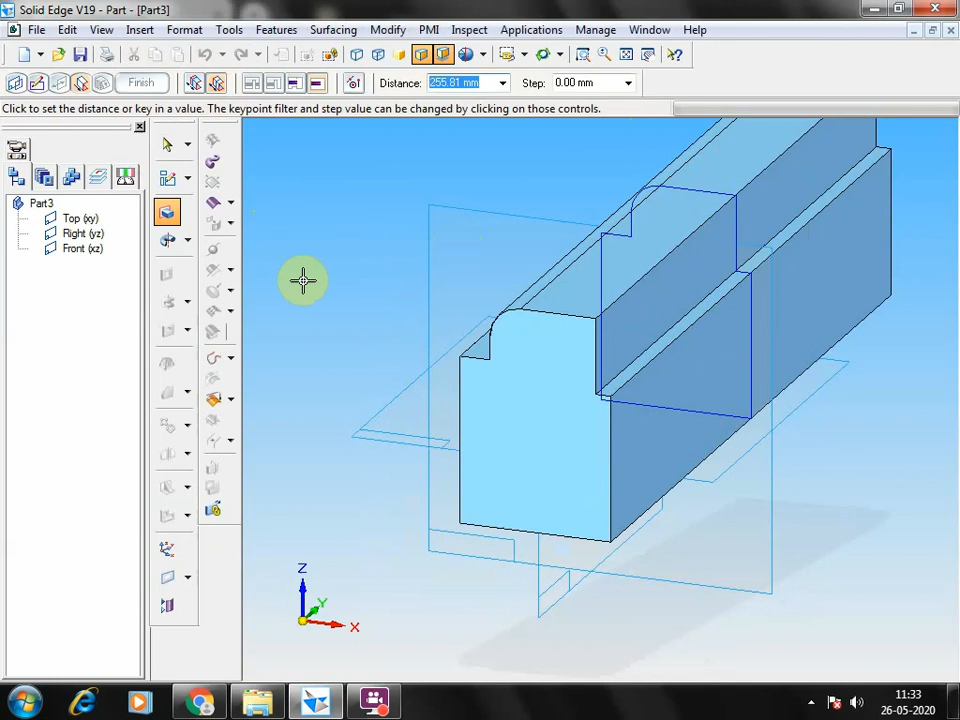 Solid Edge V19 - Part - [Part3]
File Edit View Insert Format Tools Features Surfacing Modify PMI Inspect Applications Manage Window Help
Finish Distance: 255.81 mm Step: 0.00 mm
Click to set the distance or key in a value. The keypoint filter and step value can be changed by clicking on those controls.
Part3
Top (xy)
Right (yz)
Front (xz)
Z
Y
X
11:33
26-05-2020